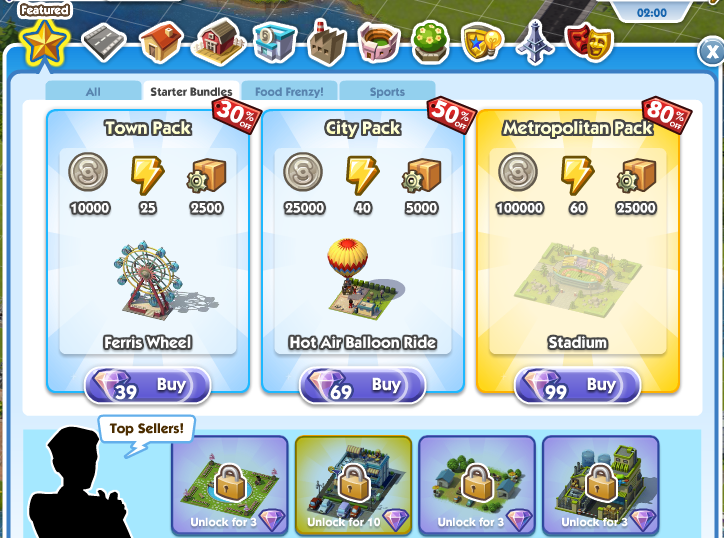 Featured
02:00
All
Starter Bundles
Food Frenzy!
Sports
30% OFF
50% OFF
80% OFF
Town Pack
City Pack
Metropolitan Pack
10000
25
2500
25000
40
5000
100000
60
25000
Ferris Wheel
Hot Air Balloon Ride
Stadium
39 Buy
69 Buy
99 Buy
Top Sellers!
Unlock for 3
Unlock for 10
Unlock for 3
Unlock for 3